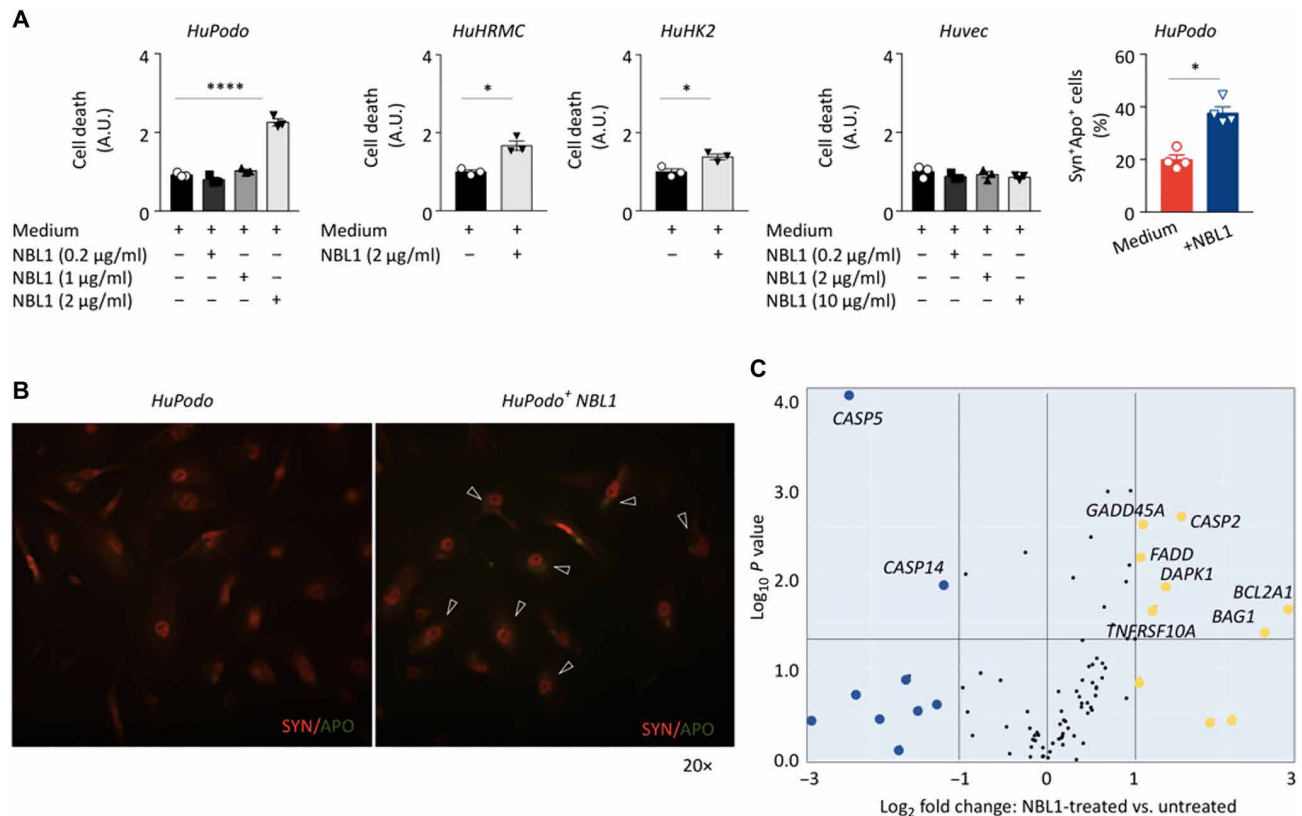 A
HuPodo
HuHRMC
HuHK2
Huvec
HuPodo
Cell death
(A.U.)
4
2
0
****
Cell death
(A.U.)
4
2
0
*
Cell death
(A.U.)
4
2
0
*
Cell death
(A.U.)
4
2
0
Syn+Apo+ cells
(%)
60
40
20
0
*
Medium
+NBL1
Medium + + + +
NBL1 (0.2 µg/ml) – + – –
NBL1 (1 µg/ml) – – + –
NBL1 (2 µg/ml) – – – +
Medium + + + +
NBL1 (2 µg/ml) – + – +
Medium + + + +
NBL1 (0.2 µg/ml) – + – –
NBL1 (2 µg/ml) – – + –
NBL1 (10 µg/ml) – – – +
B
HuPodo
HuPodo+ NBL1
SYN/APO
SYN/APO
20×
C
Log10 P value
4.0
3.0
2.0
1.0
0.0
CASP5
GADD45A
CASP2
FADD
CASP14
DAPK1
BCL2A1
BAG1
TNFRSF10A
–3
–1
0
1
3
Log2 fold change: NBL1-treated vs. untreated